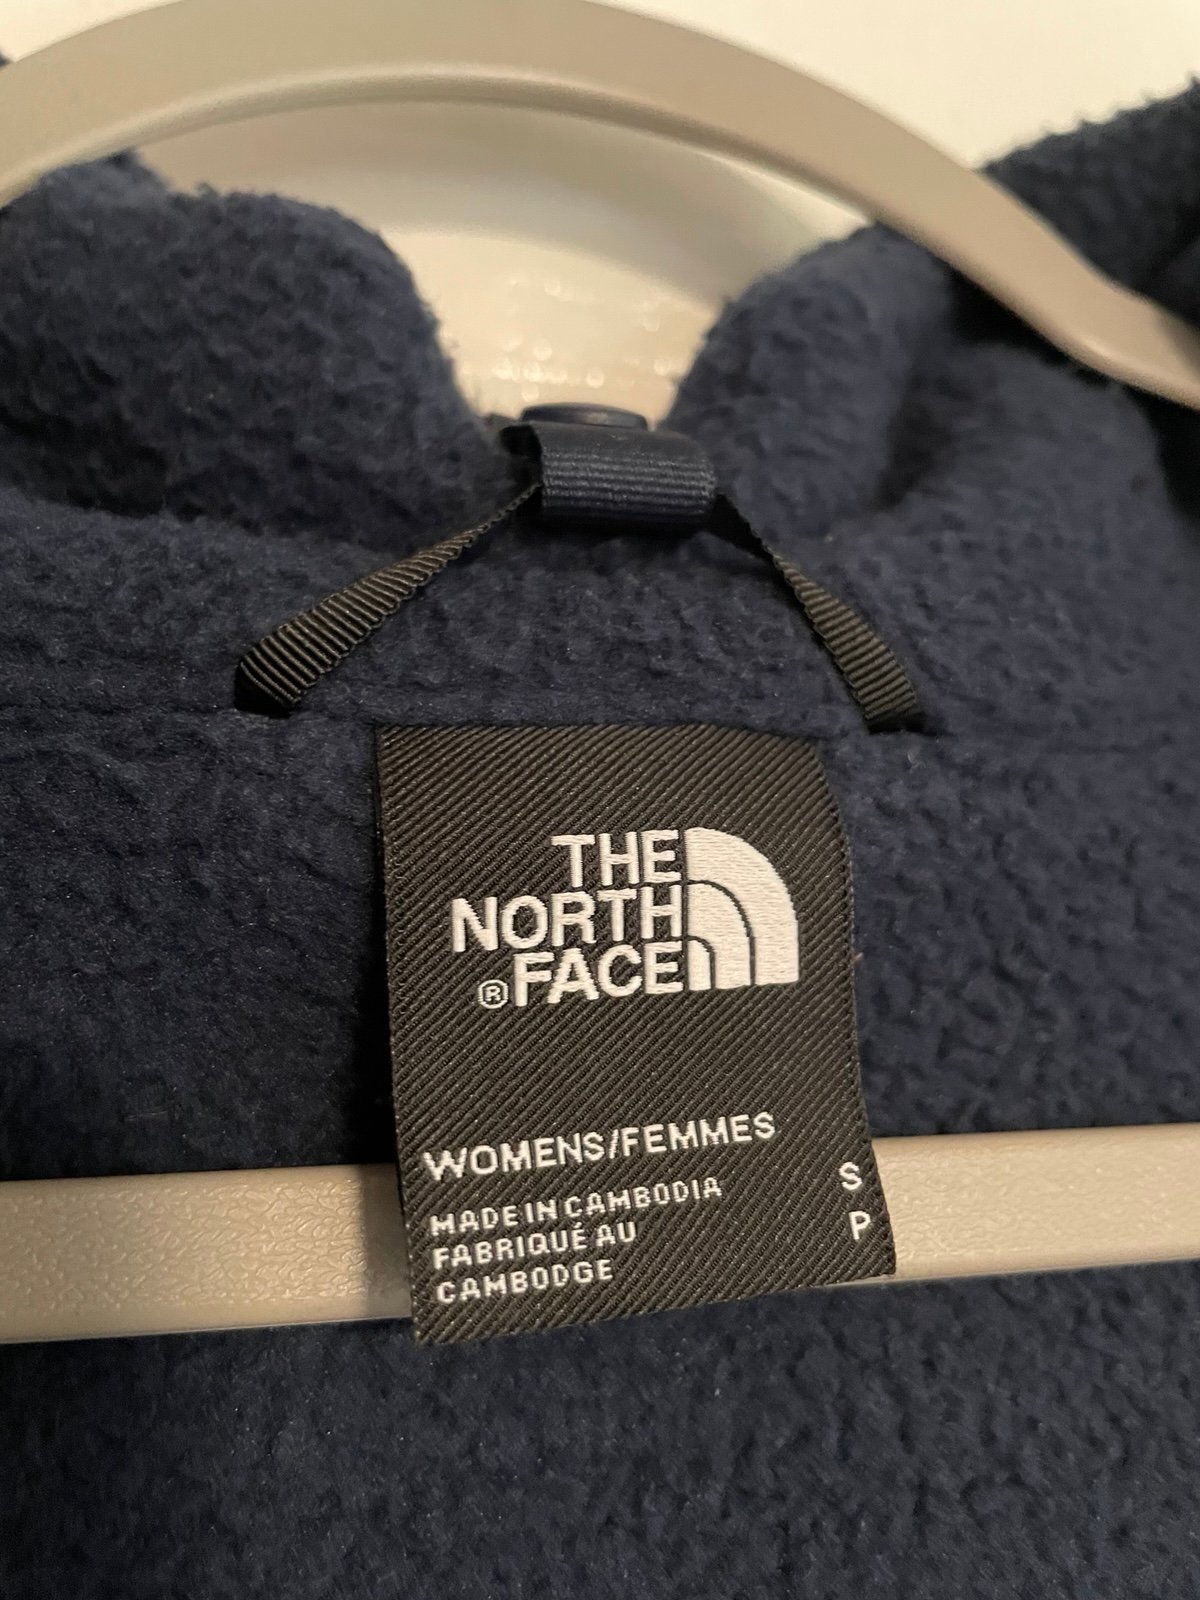 THE
NORTH
®FACE
WOMENS/FEMMES
MADE IN CAMBODIA
FABRIQUÉ AU
CAMBODGE
S
P